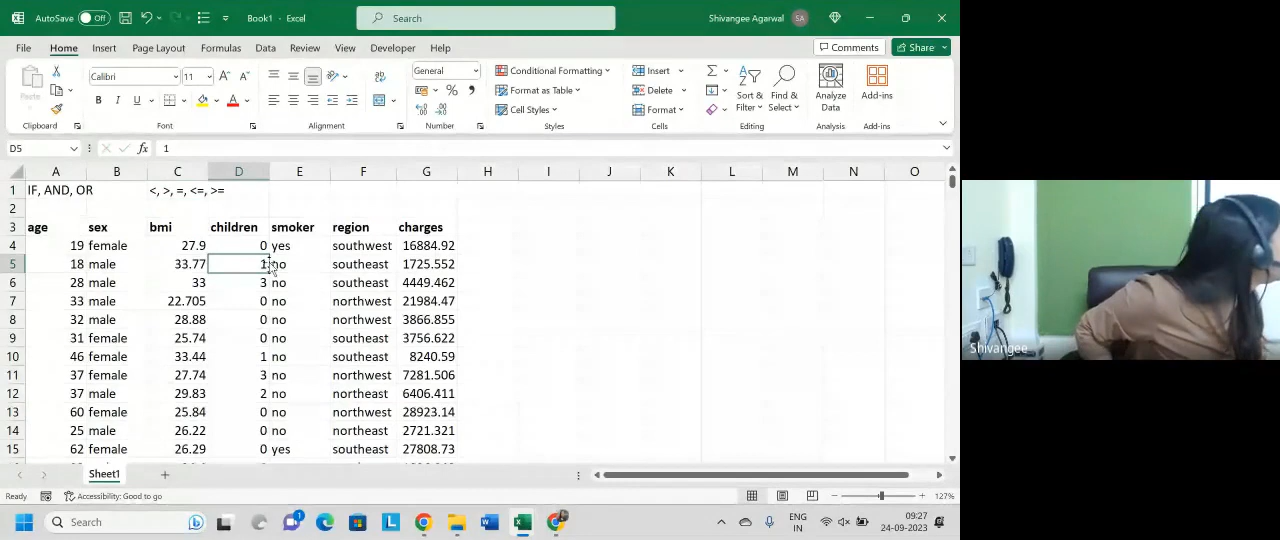 AutoSave Off Book1 - Excel Search Shivangee Agarwal SA
File Home Insert Page Layout Formulas Data Review View Developer Help Comments Share
Paste Calibri 11 A A General Conditional Formatting Insert Sort & Filter Find & Select Analyze Data Add-ins
B I U A % Format as Table Delete
Cell Styles Format
Clipboard Font Alignment Number Styles Cells Editing Analysis Add-ins
D5 fx 1
A B C D E F G H I J K L M N O
1 IF, AND, OR <, >, =, <=, >=
2
3 age sex bmi children smoker region charges
4 19 female 27.9 0 yes southwest 16884.92
5 18 male 33.77 1 no southeast 1725.552
6 28 male 33 3 no southeast 4449.462
7 33 male 22.705 0 no northwest 21984.47
8 32 male 28.88 0 no northwest 3866.855
9 31 female 25.74 0 no southeast 3756.622
10 46 female 33.44 1 no southeast 8240.59
11 37 female 27.74 3 no northwest 7281.506
12 37 male 29.83 2 no northeast 6406.411
13 60 female 25.84 0 no northwest 28923.14
14 25 male 26.22 0 no northeast 2721.321
15 62 female 26.29 0 yes southeast 27808.73
Shivangee
Sheet1
Ready Accessibility: Good to go 127%
Search 1 ENG IN 09:27 24-09-2023